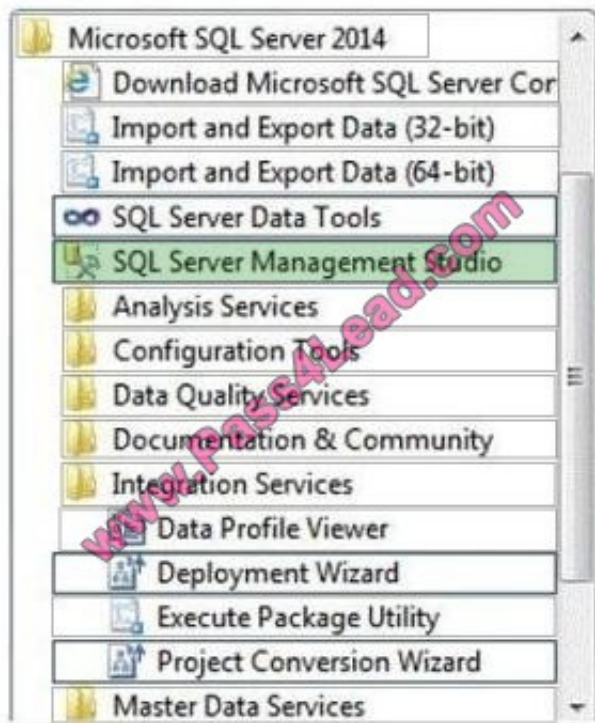 Microsoft SQL Server 2014
Download Microsoft SQL Server Cor
Import and Export Data (32-bit)
Import and Export Data (64-bit)
SQL Server Data Tools
SQL Server Management Studio
Analysis Services
Configuration Tools
Data Quality Services
Documentation & Community
Integration Services
Data Profile Viewer
Deployment Wizard
Execute Package Utility
Project Conversion Wizard
Master Data Services
www.Pass4Lead.com